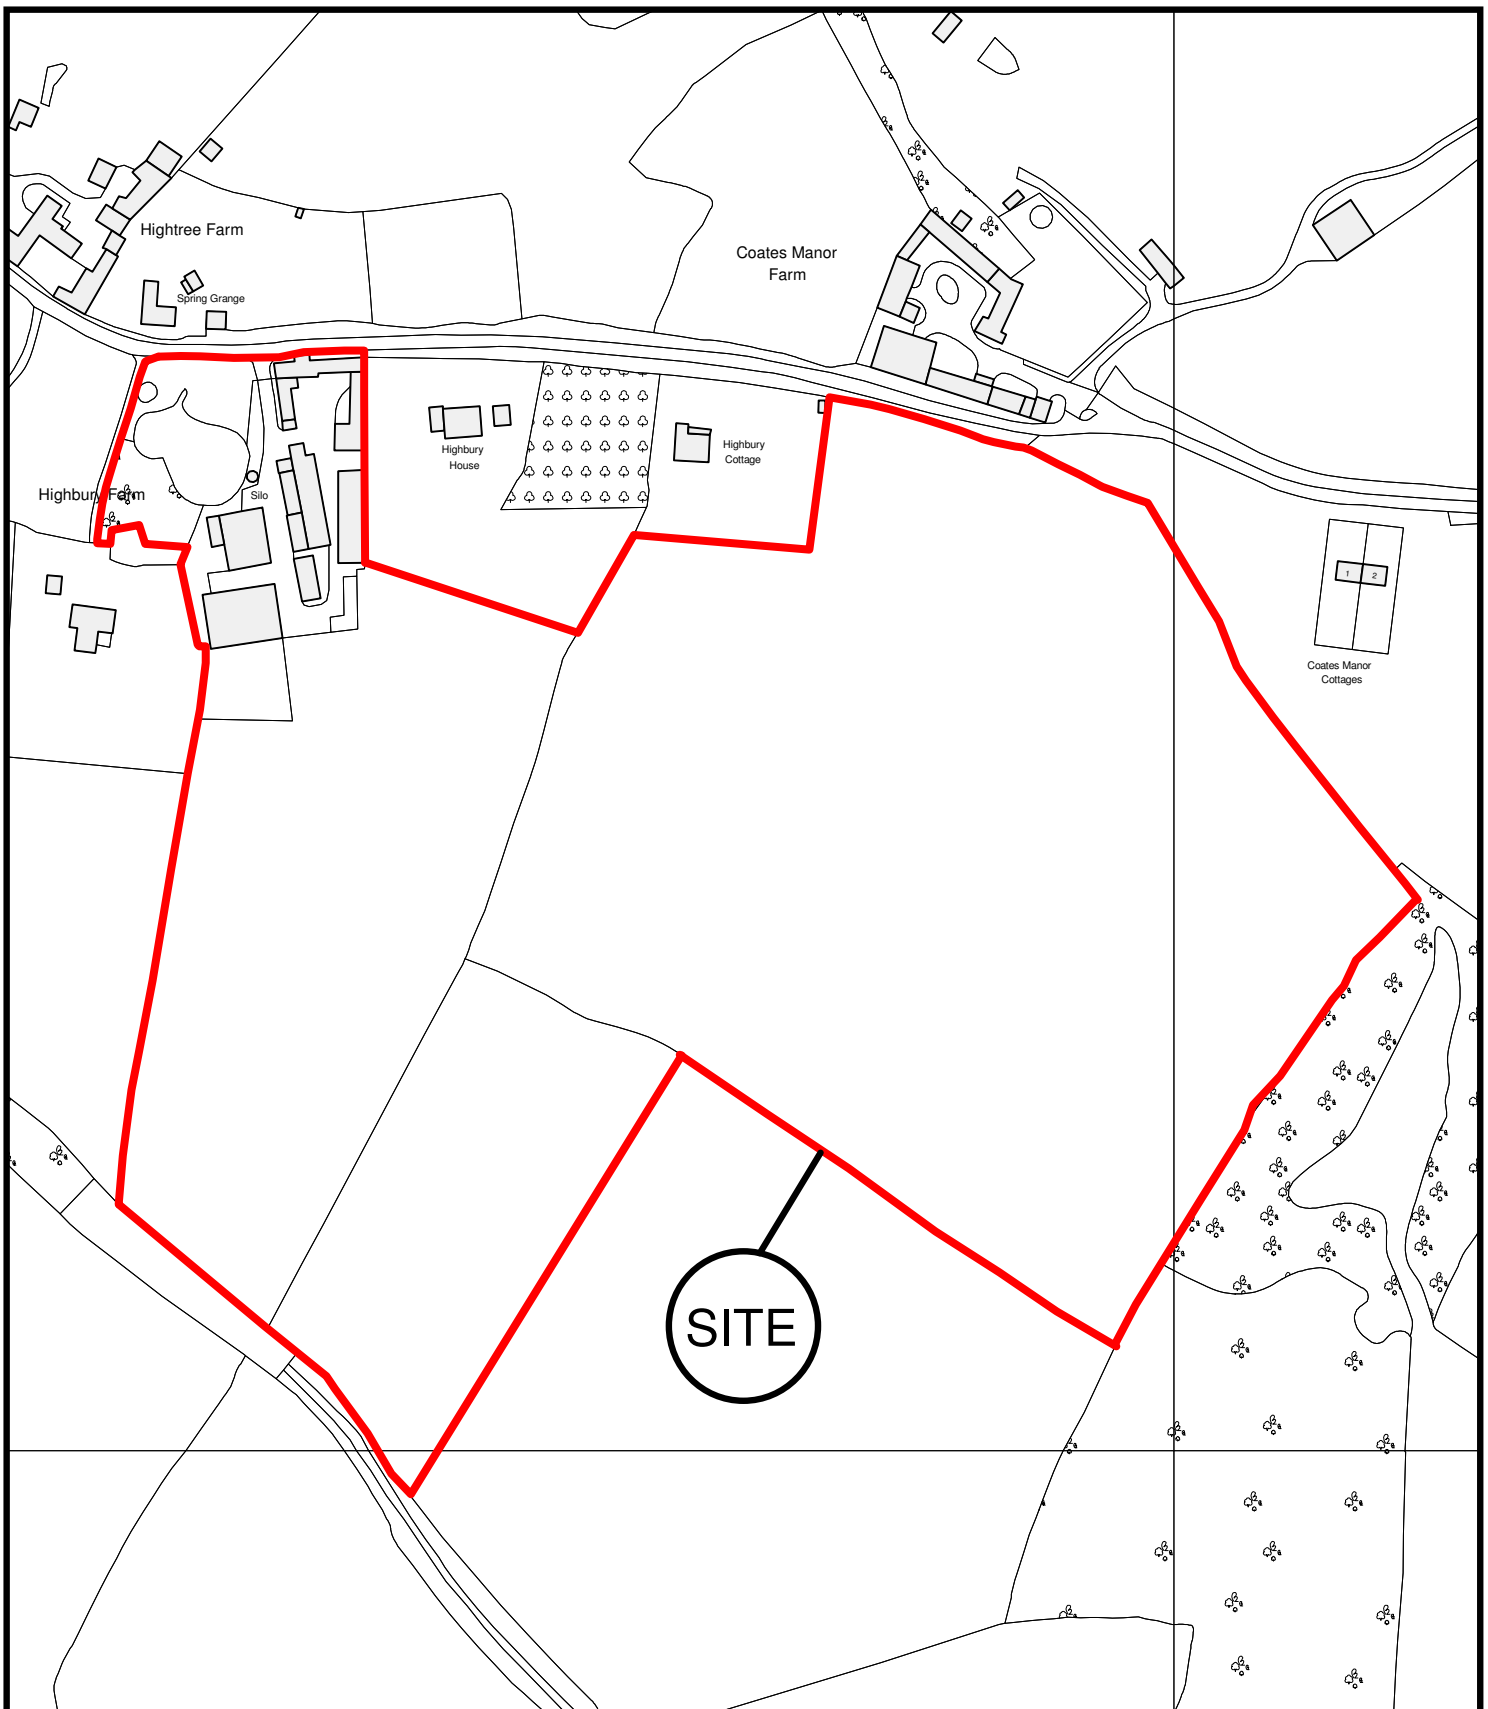 Hightree Farm
Coates Manor
Farm
Spring Grange
Highbury
House
Highbury
Cottage
Highbury Farm
Silo
1
2
Coates Manor
Cottages
SITE